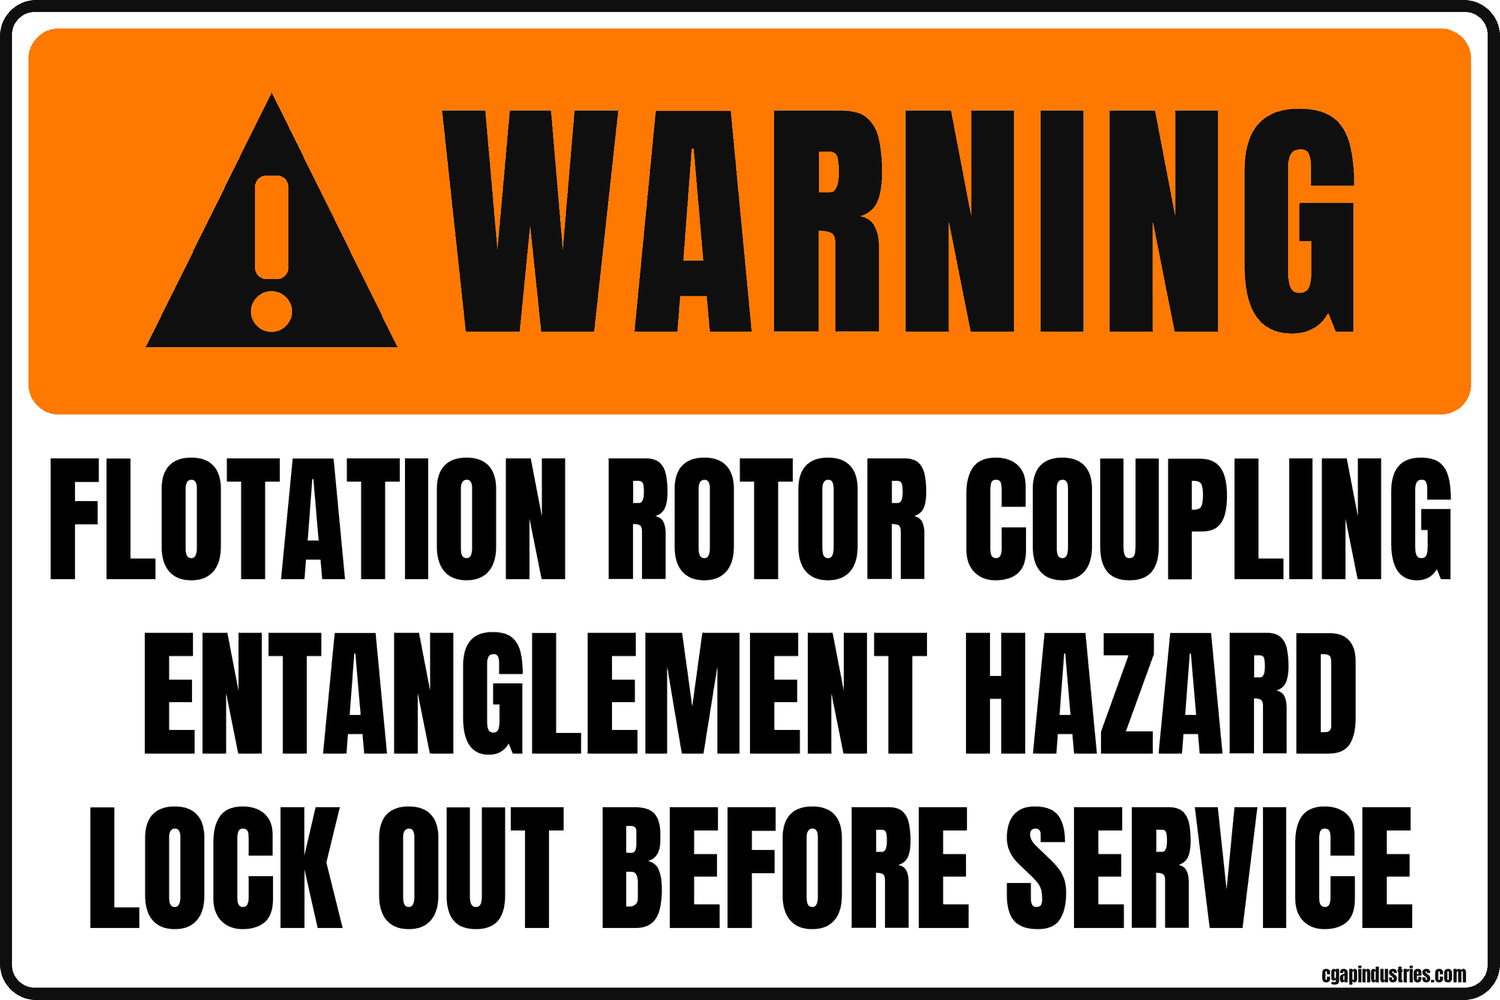 WARNING
FLOTATION ROTOR COUPLING
ENTANGLEMENT HAZARD
LOCK OUT BEFORE SERVICE
cgapindustries.com